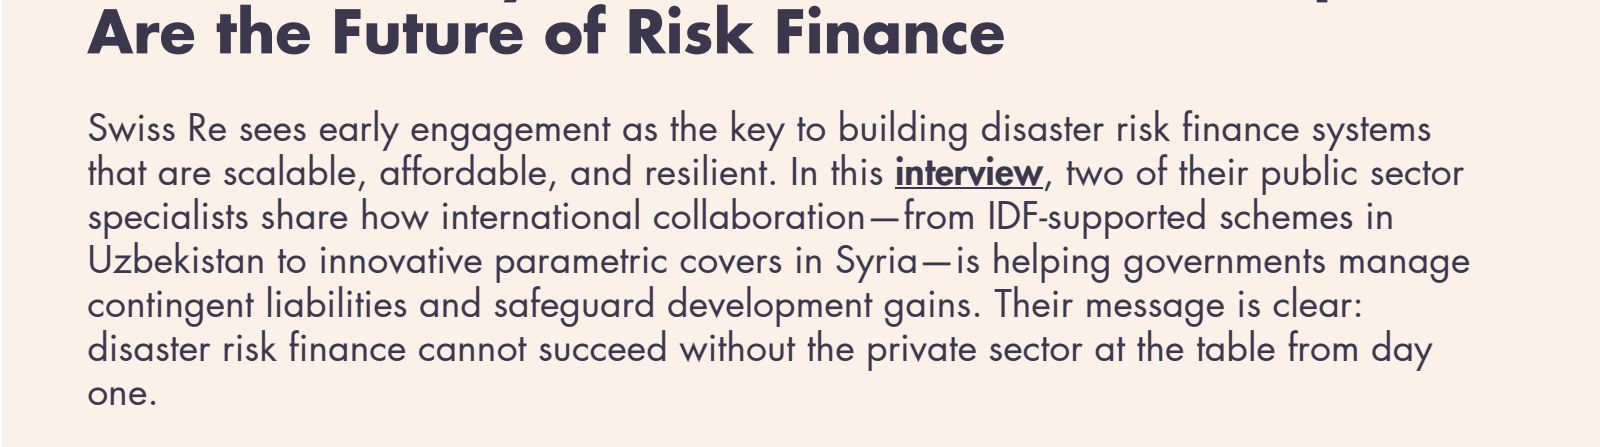 Are the Future of Risk Finance
Swiss Re sees early engagement as the key to building disaster risk finance systems
that are scalable, affordable, and resilient. In this interview, two of their public sector
specialists share how international collaboration—from IDF-supported schemes in
Uzbekistan to innovative parametric covers in Syria—is helping governments manage
contingent liabilities and safeguard development gains. Their message is clear:
disaster risk finance cannot succeed without the private sector at the table from day
one.